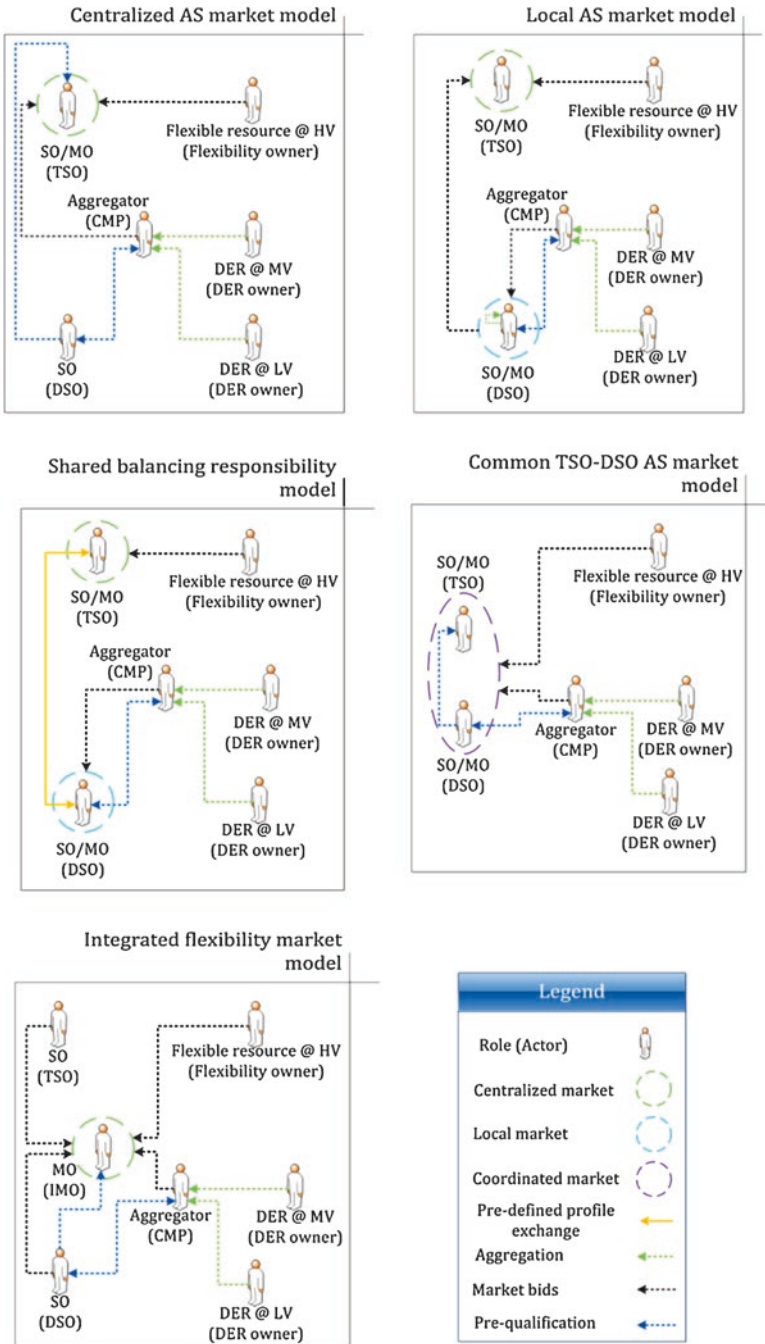 Centralized AS market model
SO/MO
(TSO)
Flexible resource @ HV
(Flexibility owner)
Aggregator
(CMP)
DER @ MV
(DER owner)
SO
(DSO)
DER @ LV
(DER owner)
Local AS market model
SO/MO
(TSO)
Flexible resource @ HV
(Flexibility owner)
Aggregator
(CMP)
DER @ MV
(DER owner)
SO/MO
(DSO)
DER @ LV
(DER owner)
Shared balancing responsibility
model
SO/MO
(TSO)
Flexible resource @ HV
(Flexibility owner)
Aggregator
(CMP)
DER @ MV
(DER owner)
SO/MO
(DSO)
DER @ LV
(DER owner)
Common TSO-DSO AS market
model
SO/MO
(TSO)
Flexible resource @ HV
(Flexibility owner)
Aggregator
(CMP)
DER @ MV
(DER owner)
SO/MO
(DSO)
DER @ LV
(DER owner)
Integrated flexibility market
model
SO
(TSO)
Flexible resource @ HV
(Flexibility owner)
MO
(IMO)
Aggregator
(CMP)
DER @ MV
(DER owner)
SO
(DSO)
DER @ LV
(DER owner)
Legend
Role (Actor)
Centralized market
Local market
Coordinated market
Pre-defined profile
exchange
Aggregation
Market bids
Pre-qualification